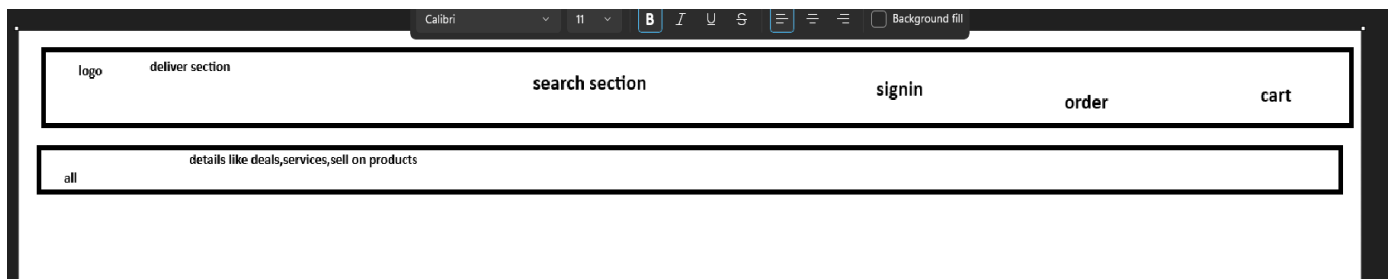 Calibri 11 B I U S Background fill
logo deliver section search section signin order cart
details like deals,services,sell on products
all